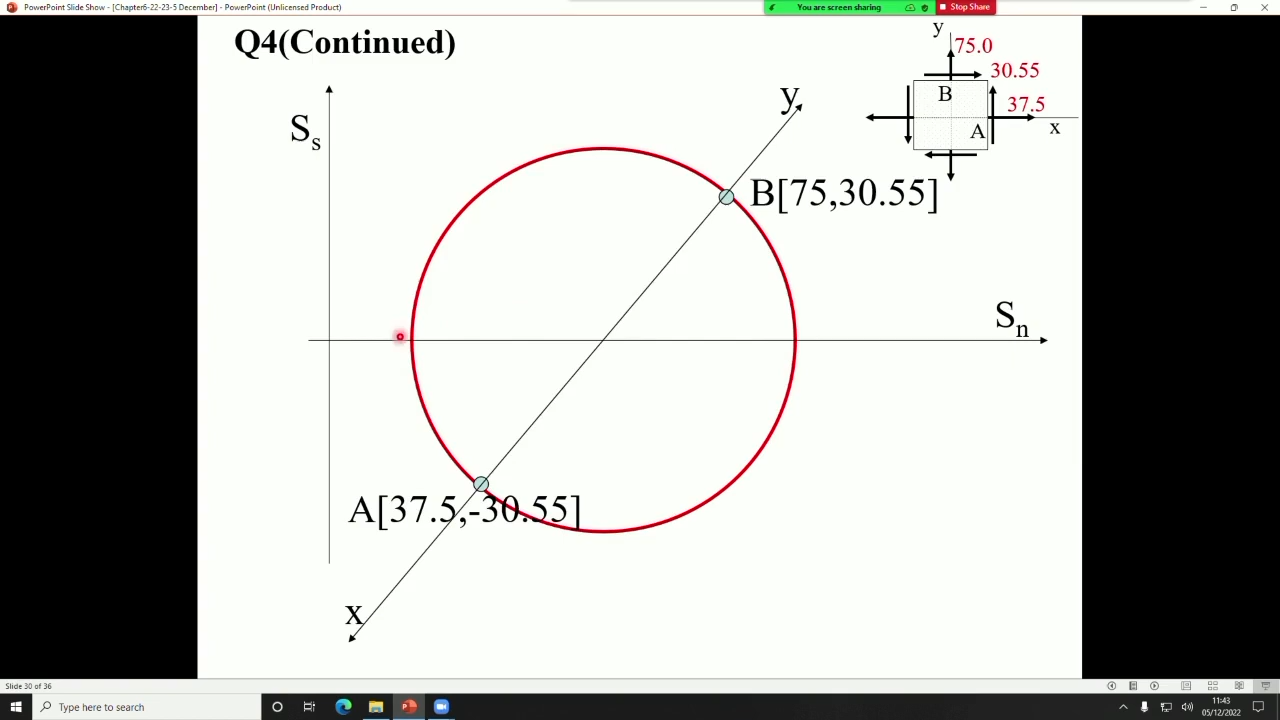 PowerPoint Slide Show - [Chapter6-22-23-5 December] - PowerPoint (Unlicensed Product)
You are screen sharing
Stop Share
Q4(Continued)
y
75.0
30.55
B
37.5
A
x
Ss
y
B[75,30.55]
Sn
A[37.5,-30.55]
x
Slide 30 of 36
Type here to search
11:43
05/12/2022